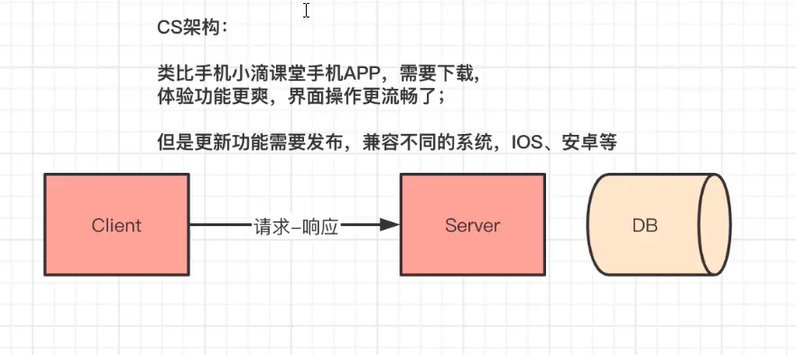 CS架构：
类比手机小滴课堂手机APP，需要下载，
体验功能更爽，界面操作更流畅了；
但是更新功能需要发布，兼容不同的系统，IOS、安卓等
Client
请求-响应
Server
DB